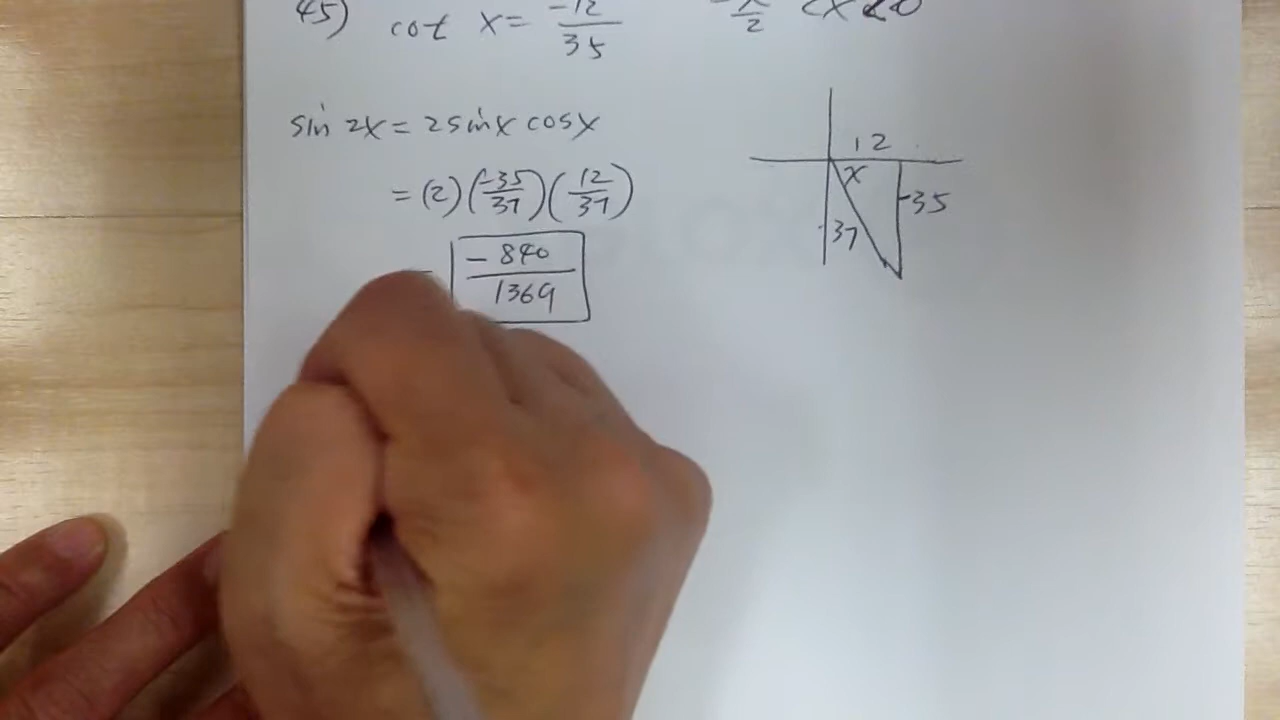 45) cot x = -12/35 -π/2 < x < 0
sin 2x = 2 sin x cos x
= (2)(-35/37)(12/37)
= -840/1369
12
x
-35
37